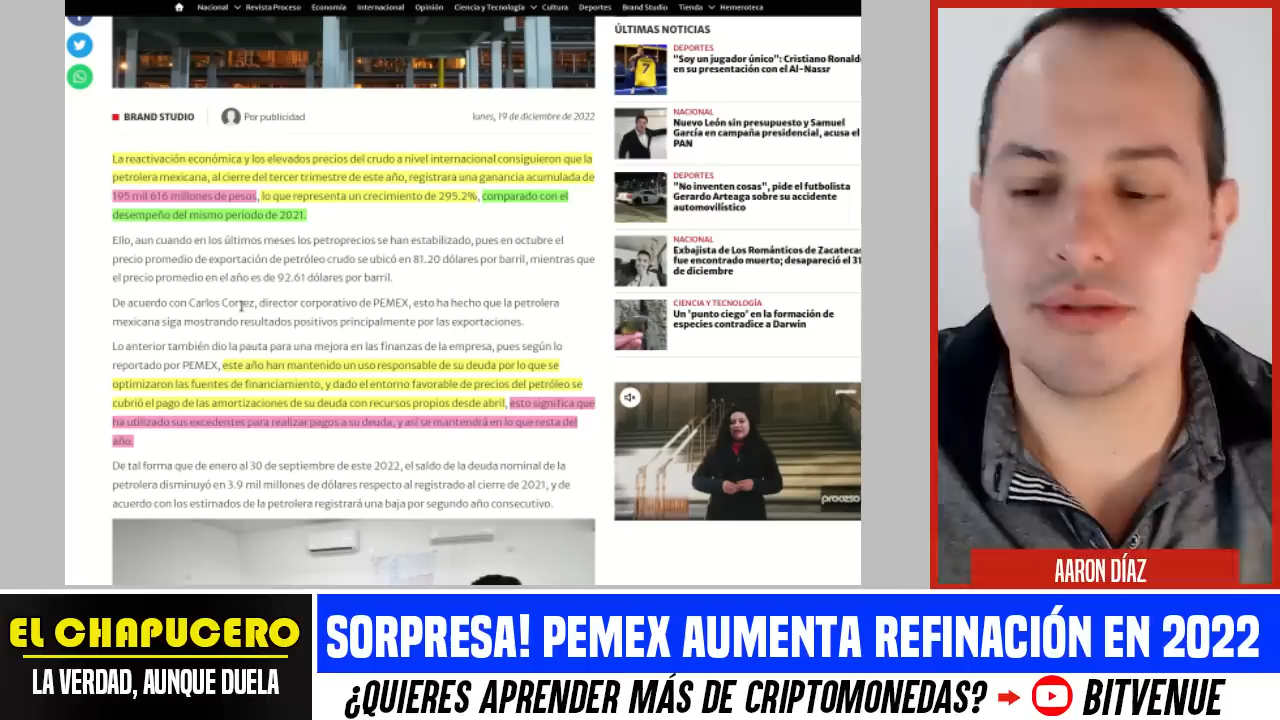 Nacional Revista Proceso Economía Internacional Opinión Ciencia y Tecnología Cultura Deportes Brand Studio Tienda Hemeroteca
BRAND STUDIO
Por publicidad
lunes, 19 de diciembre de 2022
La reactivación económica y los elevados precios del crudo a nivel internacional consiguieron que la
petrolera mexicana, al cierre del tercer trimestre de este año, registrara una ganancia acumulada de
195 mil 616 millones de pesos, lo que representa un crecimiento de 295.2%, comparado con el
desempeño del mismo periodo de 2021.
Ello, aun cuando en los últimos meses los petroprecios se han estabilizado, pues en octubre el
precio promedio de exportación de petróleo crudo se ubicó en 81.20 dólares por barril, mientras que
el precio promedio en el año es de 92.61 dólares por barril.
De acuerdo con Carlos Cortez, director corporativo de PEMEX, esto ha hecho que la petrolera
mexicana siga mostrando resultados positivos principalmente por las exportaciones.
Lo anterior también dio la pauta para una mejora en las finanzas de la empresa, pues según lo
reportado por PEMEX, este año han mantenido un uso responsable de su deuda por lo que se
optimizaron las fuentes de financiamiento, y dado el entorno favorable de precios del petróleo se
cubrió el pago de las amortizaciones de su deuda con recursos propios desde abril, esto significa que
ha utilizado sus excedentes para realizar pagos a su deuda, y así se mantendrá en lo que resta del
año.
De tal forma que de enero al 30 de septiembre de este 2022, el saldo de la deuda nominal de la
petrolera disminuyó en 3.9 mil millones de dólares respecto al registrado al cierre de 2021, y de
acuerdo con los estimados de la petrolera registrará una baja por segundo año consecutivo.
ÚLTIMAS NOTICIAS
DEPORTES
"Soy un jugador único": Cristiano Ronald
en su presentación con el Al-Nassr
7
NACIONAL
Nuevo León sin presupuesto y Samuel
García en campaña presidencial, acusa el
PAN
DEPORTES
"No inventen cosas", pide el futbolista
Gerardo Arteaga sobre su accidente
automovilístico
NACIONAL
Exbajista de Los Románticos de Zacatecas
fue encontrado muerto; desapareció el 31
de diciembre
CIENCIA Y TECNOLOGÍA
Un 'punto ciego' en la formación de
especies contradice a Darwin
proceso
proceso
AARON DÍAZ
EL CHAPUCERO
LA VERDAD, AUNQUE DUELA
SORPRESA! PEMEX AUMENTA REFINACIÓN EN 2022
¿QUIERES APRENDER MÁS DE CRIPTOMONEDAS? BITVENUE